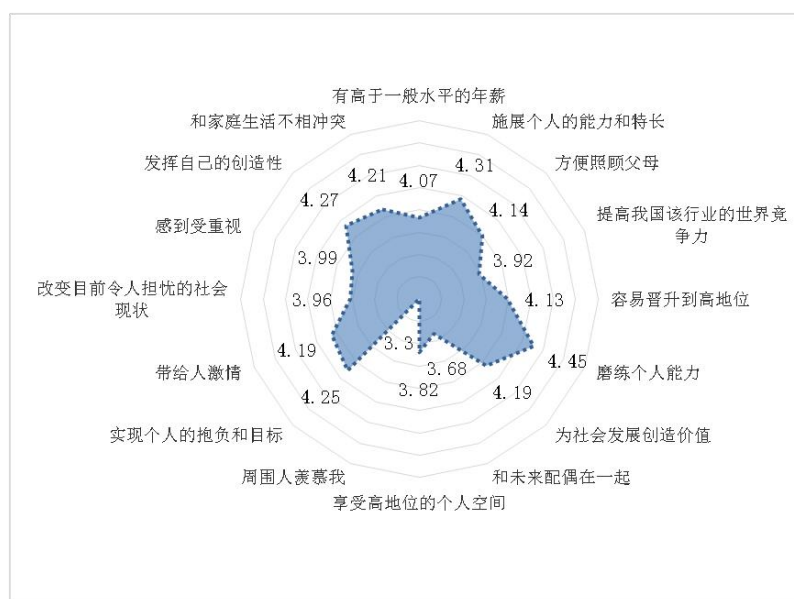 有高于一般水平的年薪
和家庭生活不相冲突
施展个人的能力和特长
发挥自己的创造性
方便照顾父母
4.21
4.07
4.31
4.27
4.14
感到受重视
提高我国该行业的世界竞
争力
3.99
3.92
改变目前令人担忧的社会
现状
3.96
4.13
容易晋升到高地位
4.19
3.3
4.45
带给人激情
3.68
磨练个人能力
4.25
3.82
4.19
实现个人的抱负和目标
为社会发展创造价值
周围人羡慕我
和未来配偶在一起
享受高地位的个人空间